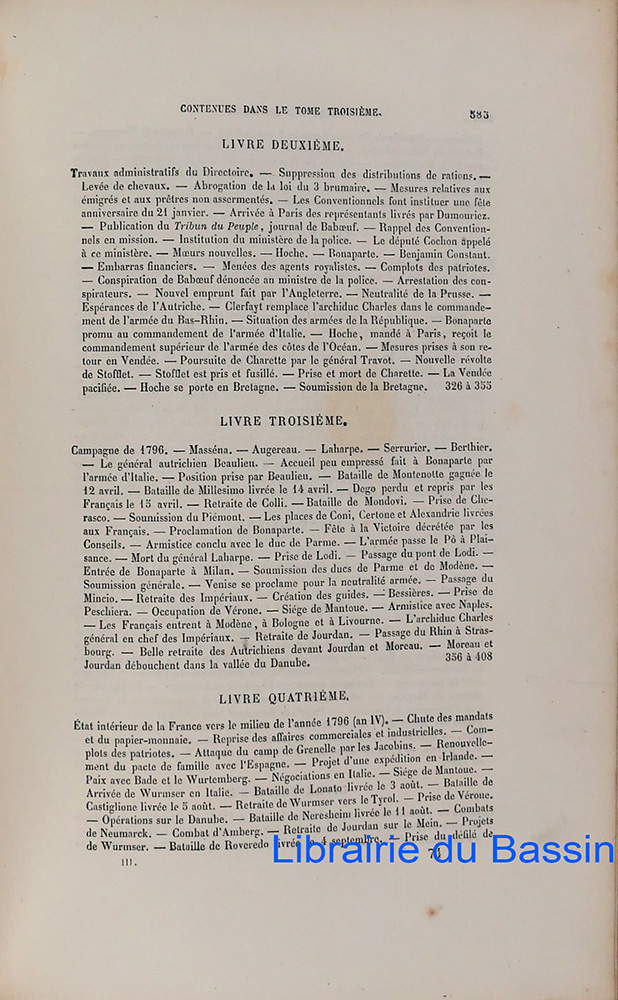 CONTENUES DANS LE TOME TROISIÈME. 585
LIVRE DEUXIÈME.
Travaux administratifs du Directoire. — Suppression des distributions de rations. —
Levée de chevaux. — Abrogation de la loi du 3 brumaire. — Mesures relatives aux
émigrés et aux prêtres non assermentés. — Les Conventionnels font instituer une fête
anniversaire du 21 janvier. — Arrivée à Paris des représentants livrés par Dumouriez.
— Publication du Tribun du Peuple, journal de Babœuf. — Rappel des Convention-
nels en mission. — Institution du ministère de la police. — Le député Cochon appelé
à ce ministère. — Mœurs nouvelles. — Hoche. — Bonaparte. — Benjamin Constant.
— Embarras financiers. — Menées des agents royalistes. — Complots des patriotes.
— Conspiration de Babœuf dénoncée au ministre de la police. — Arrestation des con-
spirateurs. — Nouvel emprunt fait par l'Angleterre. — Neutralité de la Prusse. —
Espérances de l'Autriche. — Clerfayt remplace l'archiduc Charles dans le commande-
ment de l'armée du Bas-Rhin. — Situation des armées de la République. — Bonaparte
promu au commandement de l'armée d'Italie. — Hoche, mandé à Paris, reçoit le
commandement supérieur de l'armée des côtes de l'Océan. — Mesures prises à son re-
tour en Vendée. — Poursuite de Charette par le général Travot. — Nouvelle révolte
de Stofflet. — Stofflet est pris et fusillé. — Prise et mort de Charette. — La Vendée
pacifiée. — Hoche se porte en Bretagne. — Soumission de la Bretagne. 326 à 355
LIVRE TROISIÈME.
Campagne de 1796. — Masséna. — Augereau. — Laharpe. — Serrurier. — Berthier.
— Le général autrichien Beaulieu. — Accueil peu empressé fait à Bonaparte par
l'armée d'Italie. — Position prise par Beaulieu. — Bataille de Montenotte gagnée le
12 avril. — Bataille de Millesimo livrée le 14 avril. — Dego perdu et repris par les
Français le 15 avril. — Retraite de Colli. — Bataille de Mondovi. — Prise de Che-
rasco. — Soumission du Piémont. — Les places de Coni, Certone et Alexandrie livrées
aux Français. — Proclamation de Bonaparte. — Fête à la Victoire décrétée par les
Conseils. — Armistice conclu avec le duc de Parme. — L'armée passe le Pô à Plai-
sance. — Mort du général Laharpe. — Prise de Lodi. — Passage du pont de Lodi. —
Entrée de Bonaparte à Milan. — Soumission des ducs de Parme et de Modène. —
Soumission générale. — Venise se proclame pour la neutralité armée. — Passage du
Mincio. — Retraite des Impériaux. — Création des guides. — Bessières. — Prise de
Peschiera. — Occupation de Vérone. — Siége de Mantoue. — Armistice avec Naples.
— Les Français entrent à Modène, à Bologne et à Livourne. — L'archiduc Charles
général en chef des Impériaux. — Retraite de Jourdan. — Passage du Rhin à Stras-
bourg. — Belle retraite des Autrichiens devant Jourdan et Moreau. — Moreau et
Jourdan débouchent dans la vallée du Danube. 356 à 408
LIVRE QUATRIÈME.
État intérieur de la France vers le milieu de l'année 1796 (an IV). — Chute des mandats
et du papier-monnaie. — Reprise des affaires commerciales et industrielles. — Com-
plots des patriotes. — Attaque du camp de Grenelle par les Jacobins. — Renouvelle-
ment du pacte de famille avec l'Espagne. — Projet d'une expédition en Irlande. —
Paix avec Bade et le Wurtemberg. — Négociations en Italie. — Siége de Mantoue. —
Arrivée de Wurmser en Italie. — Bataille de Lonato livrée le 3 août. — Bataille de
Castiglione livrée le 5 août. — Retraite de Wurmser vers le Tyrol. — Prise de Vérone.
— Opérations sur le Danube. — Bataille de Neresheim livrée le 11 août. — Combats
de Neumarck. — Combat d'Amberg. — Retraite de Jourdan sur le Mein. — Projets
de Wurmser. — Bataille de Roveredo livrée le 4 septembre. — Prise du défilé de
III.
Librairie du Bassin